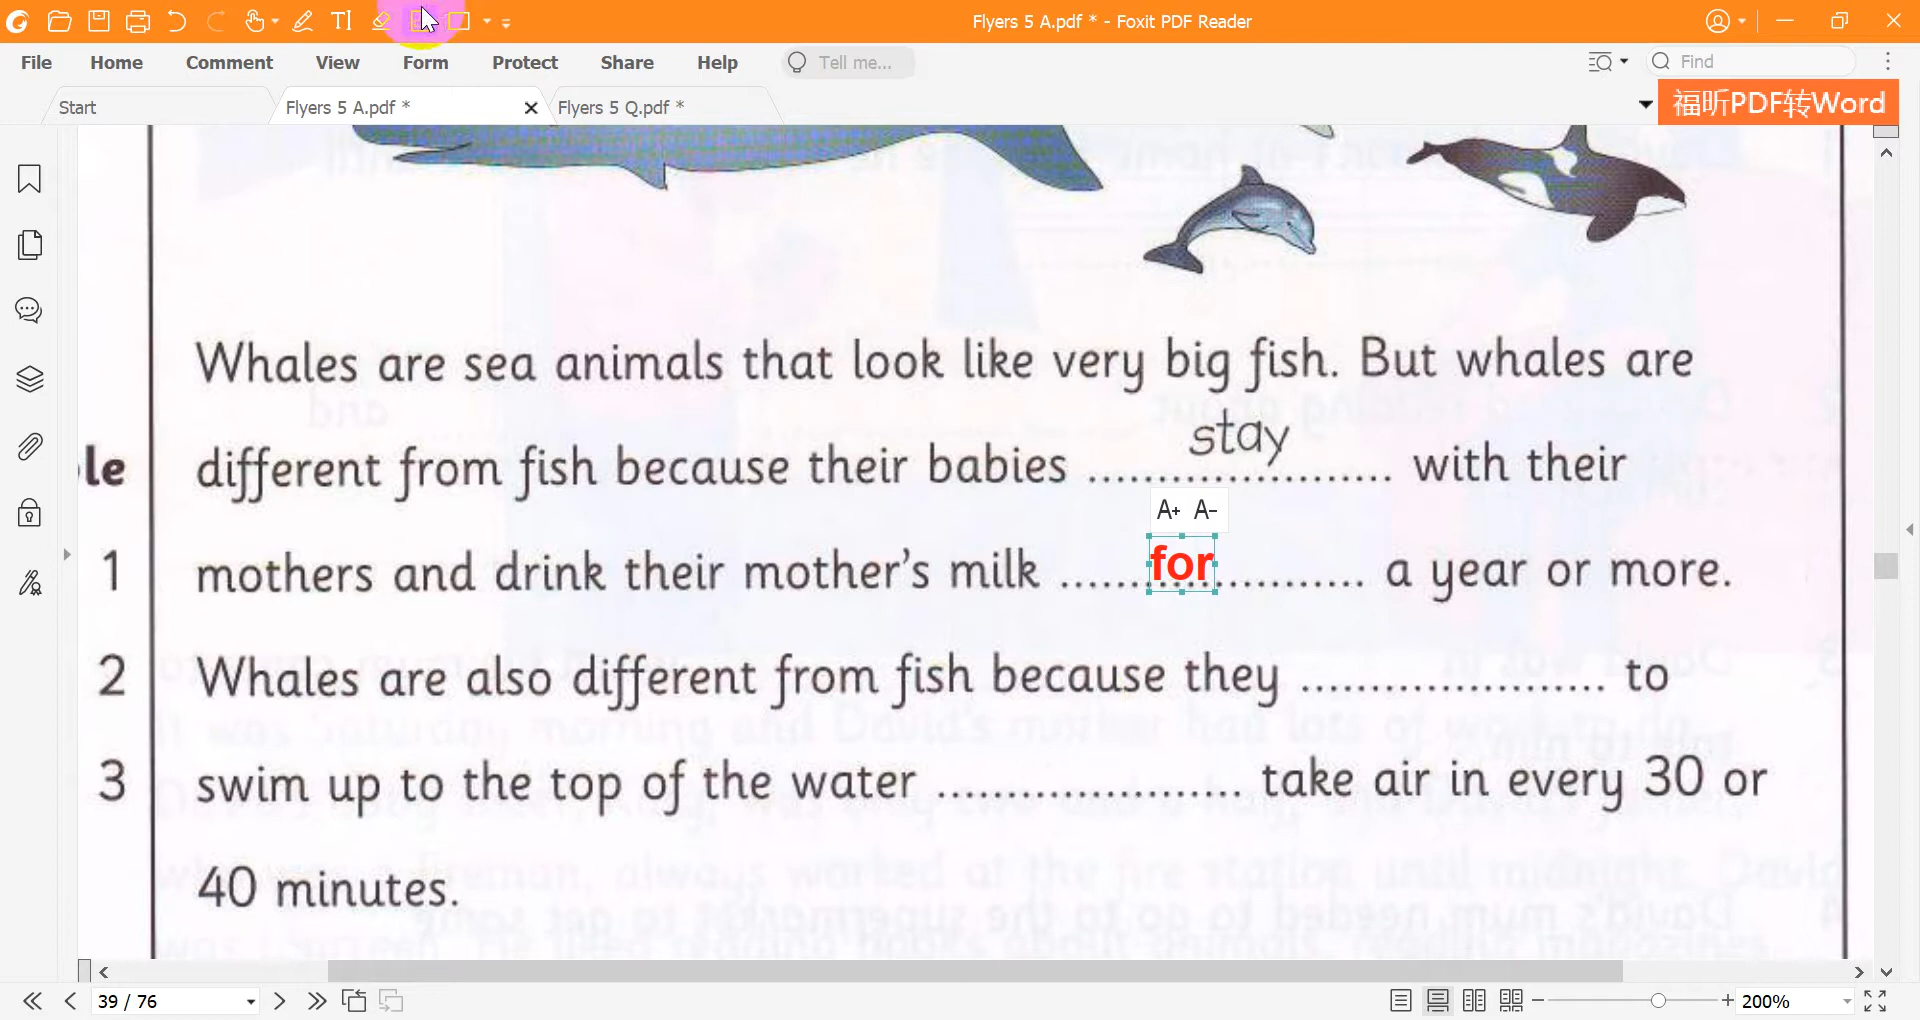 Flyers 5 A.pdf * - Foxit PDF Reader
File Home Comment View Form Protect Share Help Tell me... Find
Start Flyers 5 A.pdf * Flyers 5 Q.pdf * 福昕PDF转Word
Whales are sea animals that look like very big fish. But whales are
stay
le different from fish because their babies ...................... with their
A+ A-
for
1 mothers and drink their mother's milk ...................... a year or more.
2 Whales are also different from fish because they ...................... to
3 swim up to the top of the water ...................... take air in every 30 or
40 minutes.
39 / 76 200%